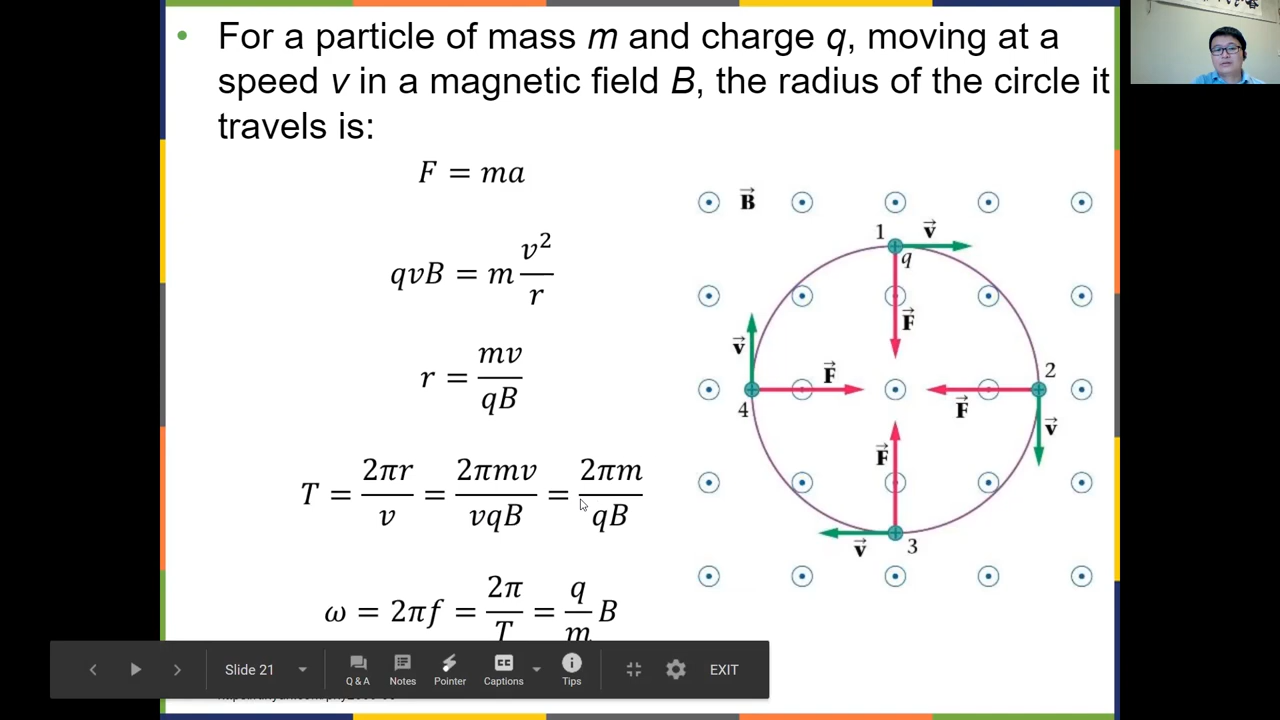 • For a particle of mass m and charge q, moving at a
speed v in a magnetic field B, the radius of the circle it
travels is:
F = ma
qvB = m v²/r
r = mv/qB
T = 2πr/v = 2πmv/vqB = 2πm/qB
ω = 2πf = 2π/T = q/m B
B
1 v
q
F
v F 2
4 F v
F
v 3
Slide 21
Q & A Notes Pointer Captions Tips EXIT
CC